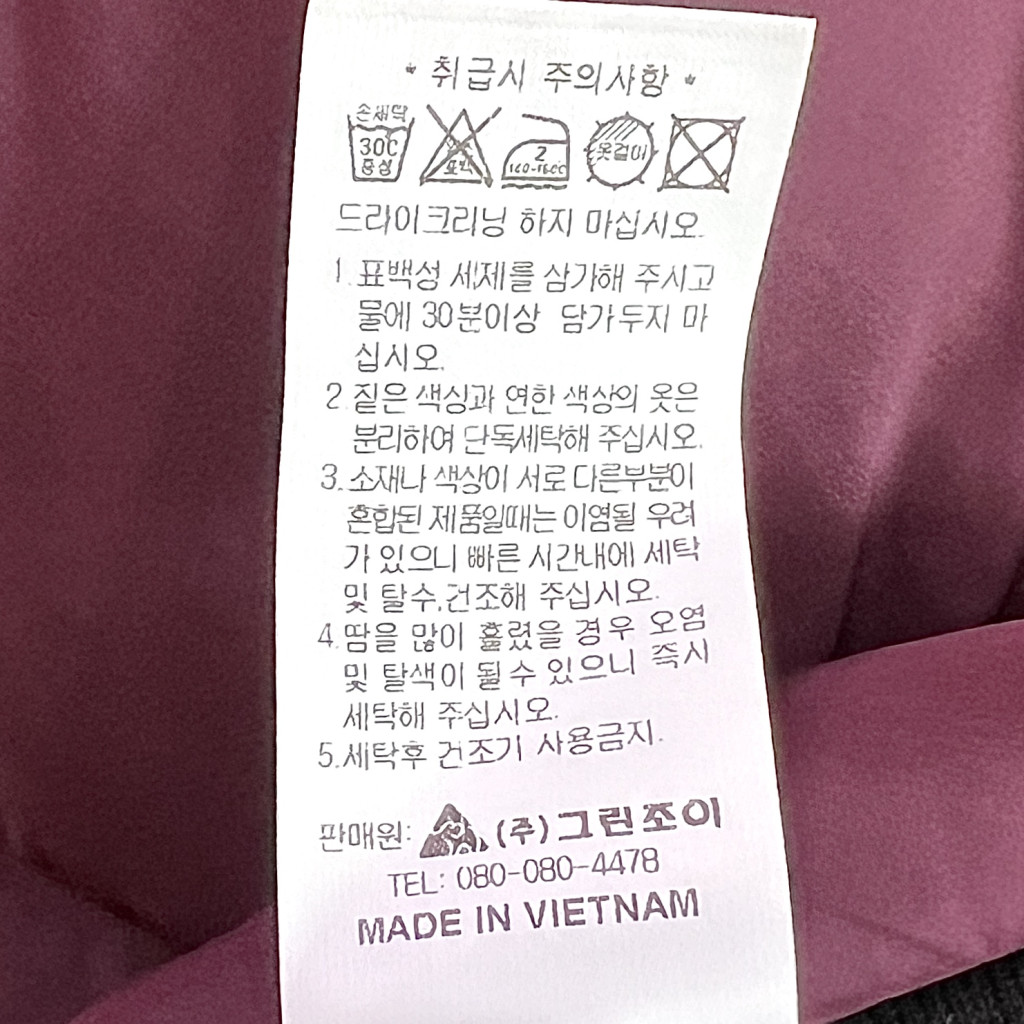 * 취급시 주의사항 *
손세탁
30℃
중성
염소
표백
2
140-160℃
옷걸이
드라이크리닝 하지 마십시오.
1. 표백성 세제를 삼가해 주시고
물에 30분이상 담가두지 마
십시오.
2. 짙은 색싱과 연한 색상의 옷은
분리하여 단독세탁해 주십시오.
3. 소재나 색상이 서로 다른부분이
혼합된 제품일때는 이염될 우려
가 있으니 빠른 시간내에 세탁
및 탈수,건조해 주십시오.
4. 땀을 많이 흘렸을 경우 오염
및 탈색이 될수 있으니 즉시
세탁해 주십시오.
5.세탁후 건조기 사용금지.
판매원: (주)그린조이
TEL: 080-080-4478
MADE IN VIETNAM